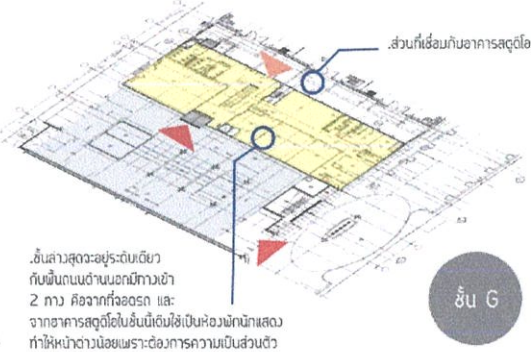 .ส่วนที่เชื่อมกับอาคารสตูดิโอ
.ชั้นล่างสุดจะอยู่ระดับเดียว
กับพื้นถนนด้านนอกมีทางเข้า
2 ทาง คือจากที่จอดรถ และ
จากอาคารสตูดิโอในชั้นนี้เดิมใช้เป็นห้องพักนักแสดง
ทำให้หน้าต่างน้อยเพราะต้องการความเป็นส่วนตัว
ชั้น G